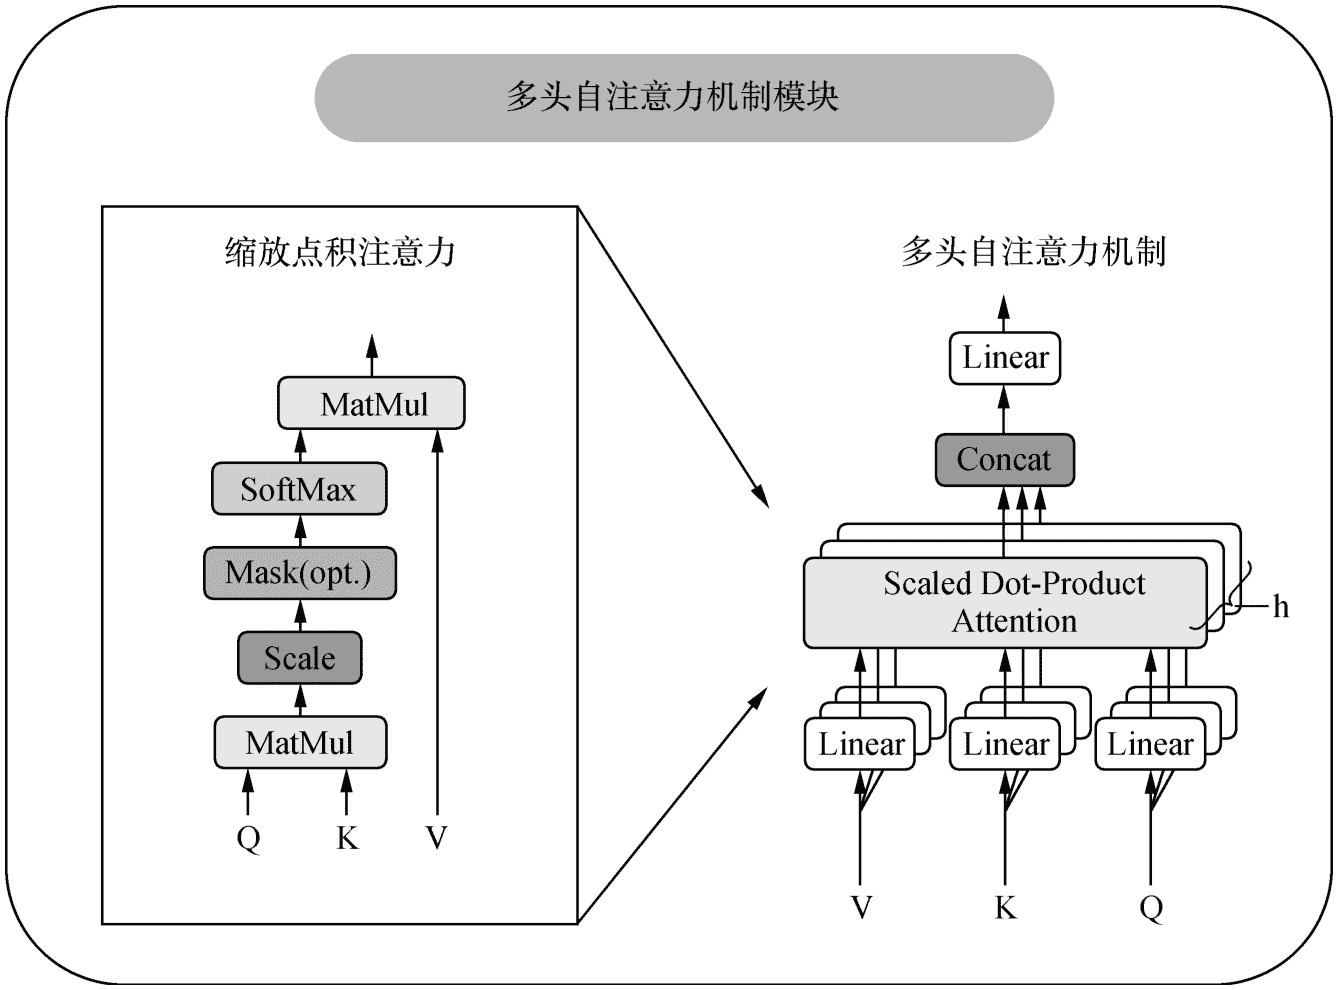 多头自注意力机制模块
缩放点积注意力
MatMul
SoftMax
Mask(opt.)
Scale
MatMul
Q K V
多头自注意力机制
Linear
Concat
Scaled Dot-Product
Attention
h
Linear Linear Linear
V K Q